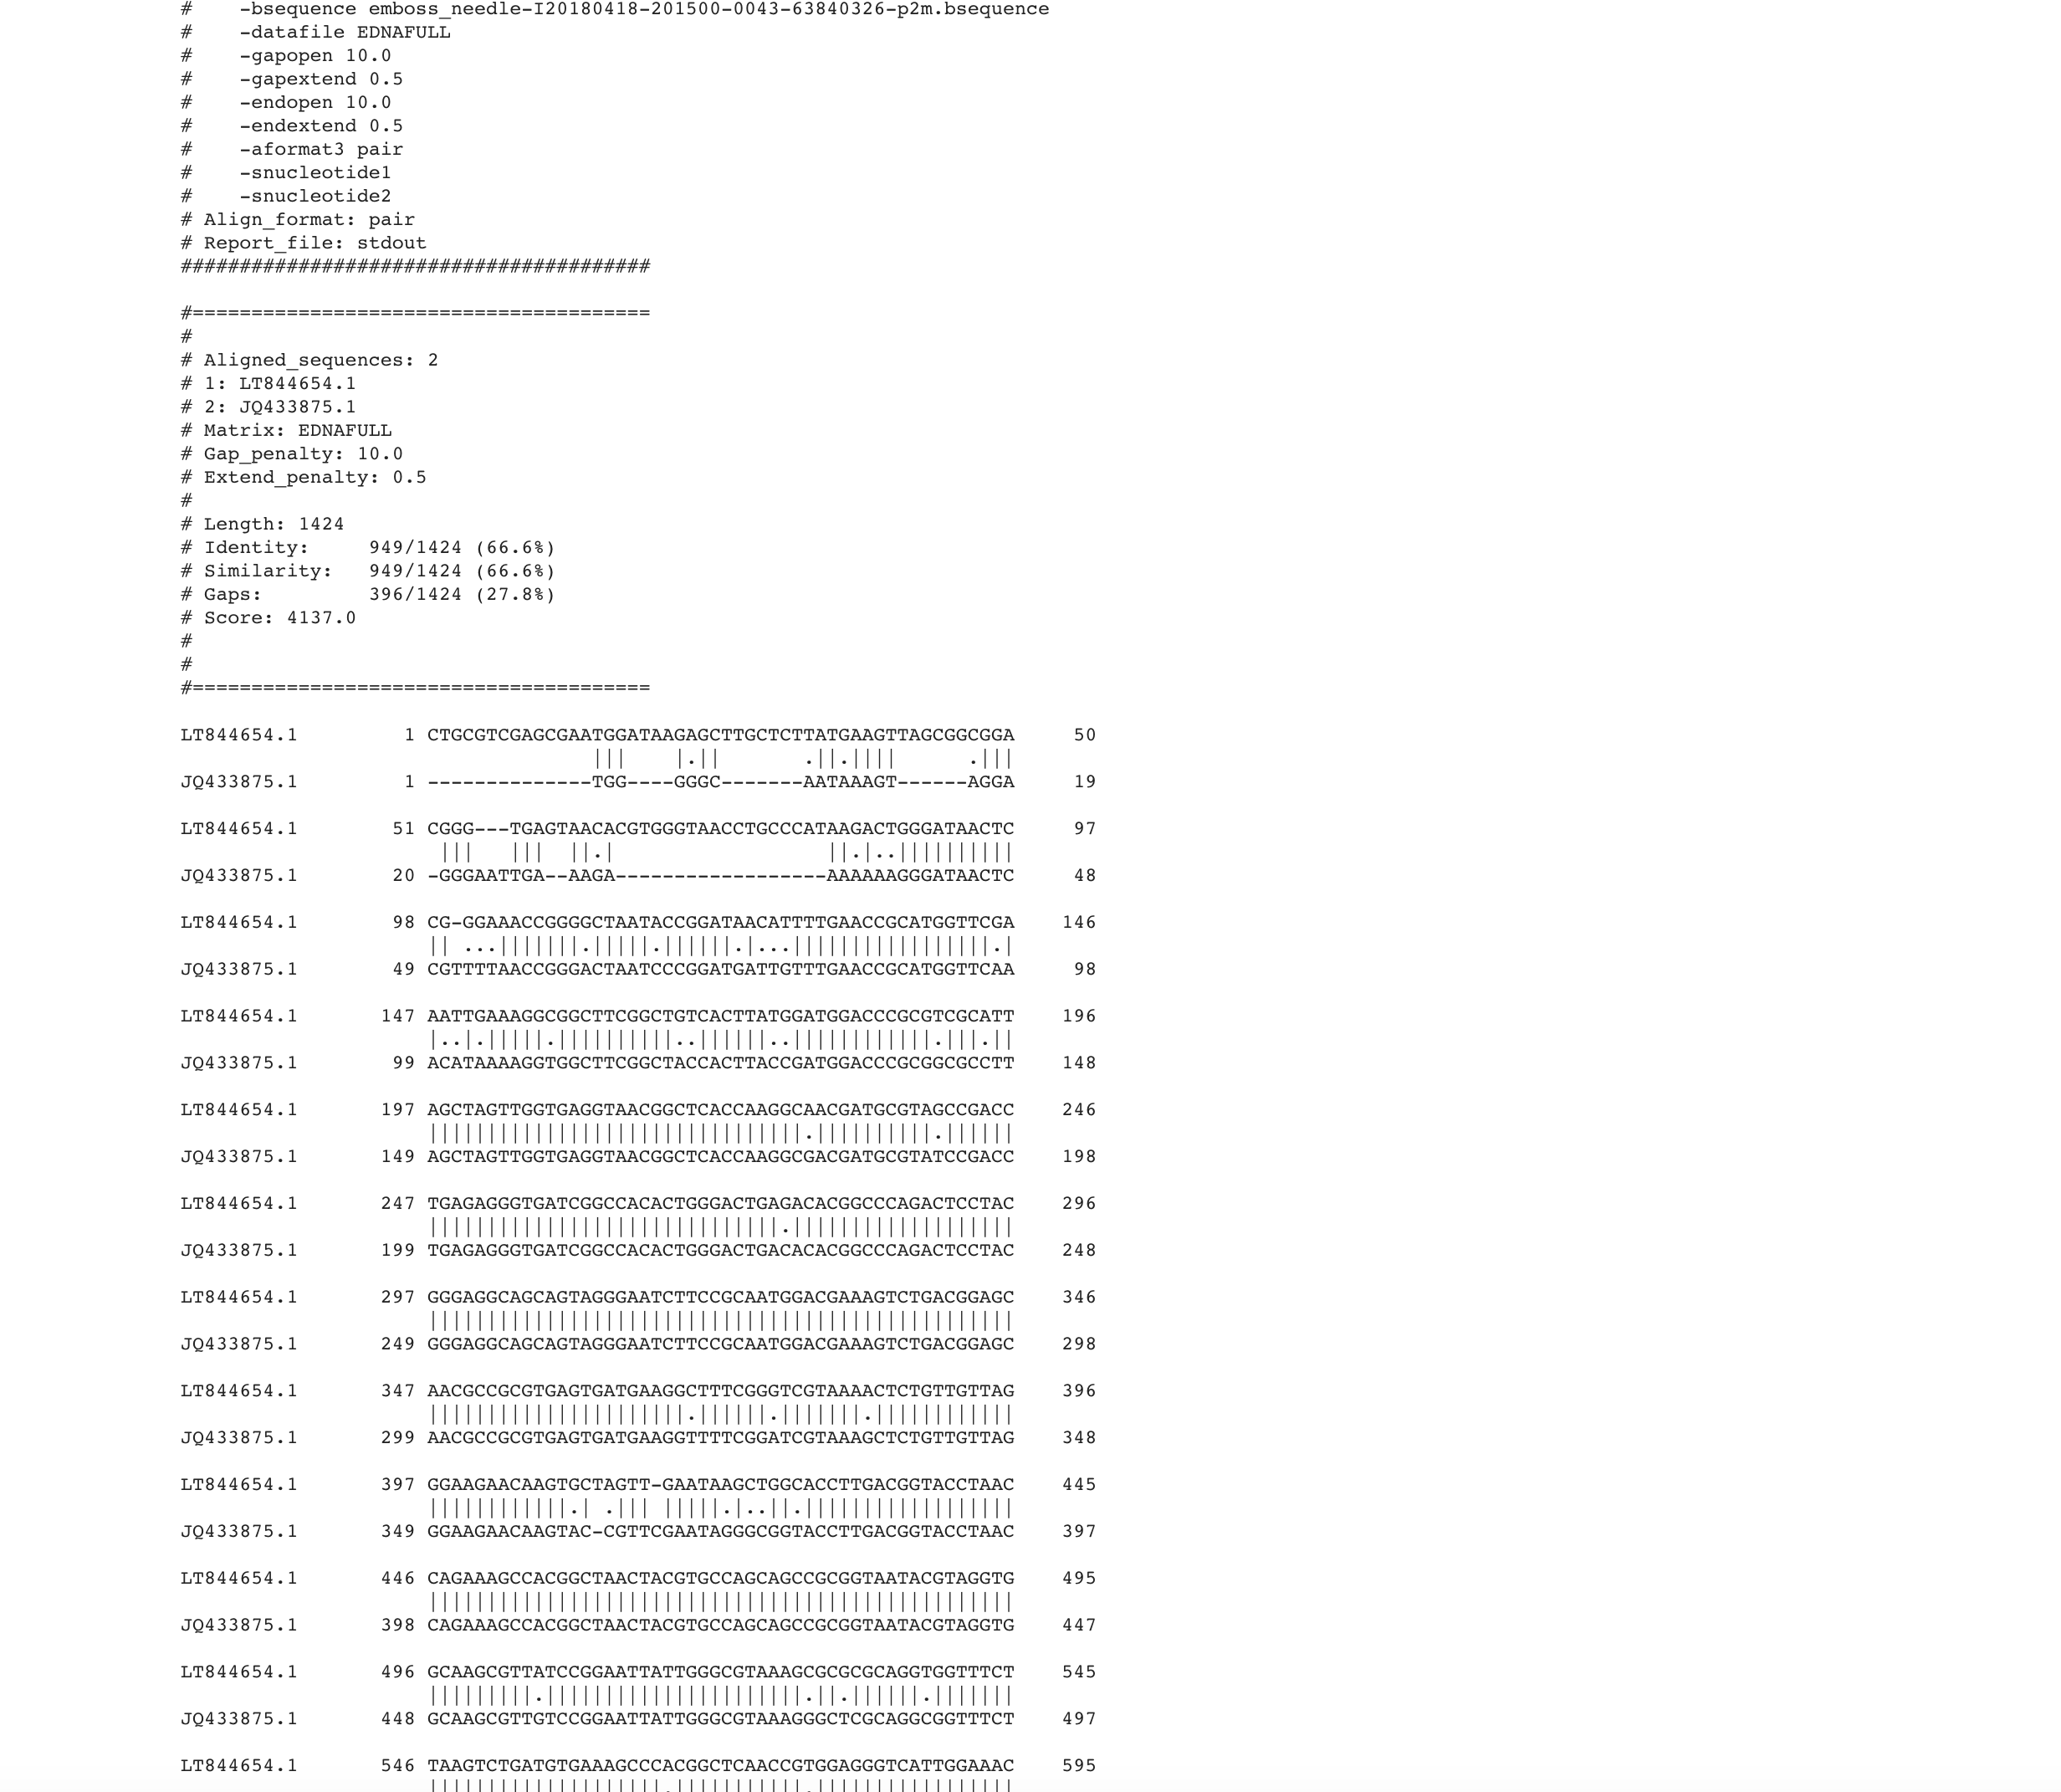 #    -bsequence emboss_needle-I20180418-201500-0043-63840326-p2m.bsequence
#    -datafile EDNAFULL
#    -gapopen 10.0
#    -gapextend 0.5
#    -endopen 10.0
#    -endextend 0.5
#    -aformat3 pair
#    -snucleotide1
#    -snucleotide2
# Align_format: pair
# Report_file: stdout
########################################

#=======================================
#
# Aligned_sequences: 2
# 1: LT844654.1
# 2: JQ433875.1
# Matrix: EDNAFULL
# Gap_penalty: 10.0
# Extend_penalty: 0.5
#
# Length: 1424
# Identity:     949/1424 (66.6%)
# Similarity:   949/1424 (66.6%)
# Gaps:         396/1424 (27.8%)
# Score: 4137.0
#
#
#=======================================

LT844654.1         1 CTGCGTCGAGCGAATGGATAAGAGCTTGCTCTTATGAAGTTAGCGGCGGA     50
                                   |||    |.||       .||.||||      .|||
JQ433875.1         1 --------------TGG----GGGC-------AATAAAGT------AGGA     19

LT844654.1        51 CGGG---TGAGTAACACGTGGGTAACCTGCCCATAAGACTGGGATAACTC     97
                      |||   |||  ||.|                  ||.|..||||||||||
JQ433875.1        20 -GGGAATTGA--AAGA------------------AAAAAAGGGATAACTC     48

LT844654.1        98 CG-GGAAACCGGGGCTAATACCGGATAACATTTTGAACCGCATGGTTCGA    146
                     || ...|||||||.|||||.||||||.|...|||||||||||||||||.|
JQ433875.1        49 CGTTTTAACCGGGACTAATCCCGGATGATTGTTTGAACCGCATGGTTCAA     98

LT844654.1       147 AATTGAAAGGCGGCTTCGGCTGTCACTTATGGATGGACCCGCGTCGCATT    196
                     |..|.|||||.||||||||||..||||||..||||||||||||.|||.||
JQ433875.1        99 ACATAAAAGGTGGCTTCGGCTACCACTTACCGATGGACCCGCGGCGCCTT    148

LT844654.1       197 AGCTAGTTGGTGAGGTAACGGCTCACCAAGGCAACGATGCGTAGCCGACC    246
                     ||||||||||||||||||||||||||||||||.||||||||||.||||||
JQ433875.1       149 AGCTAGTTGGTGAGGTAACGGCTCACCAAGGCGACGATGCGTATCCGACC    198

LT844654.1       247 TGAGAGGGTGATCGGCCACACTGGGACTGAGACACGGCCCAGACTCCTAC    296
                     ||||||||||||||||||||||||||||||.|||||||||||||||||||
JQ433875.1       199 TGAGAGGGTGATCGGCCACACTGGGACTGACACACGGCCCAGACTCCTAC    248

LT844654.1       297 GGGAGGCAGCAGTAGGGAATCTTCCGCAATGGACGAAAGTCTGACGGAGC    346
                     ||||||||||||||||||||||||||||||||||||||||||||||||||
JQ433875.1       249 GGGAGGCAGCAGTAGGGAATCTTCCGCAATGGACGAAAGTCTGACGGAGC    298

LT844654.1       347 AACGCCGCGTGAGTGATGAAGGCTTTCGGGTCGTAAAACTCTGTTGTTAG    396
                     ||||||||||||||||||||||.||||||.|||||||.||||||||||||
JQ433875.1       299 AACGCCGCGTGAGTGATGAAGGTTTTCGGATCGTAAAGCTCTGTTGTTAG    348

LT844654.1       397 GGAAGAACAAGTGCTAGTT-GAATAAGCTGGCACCTTGACGGTACCTAAC    445
                     ||||||||||||.| .||| |||||.|..||.||||||||||||||||||
JQ433875.1       349 GGAAGAACAAGTAC-CGTTCGAATAGGGCGGTACCTTGACGGTACCTAAC    397

LT844654.1       446 CAGAAAGCCACGGCTAACTACGTGCCAGCAGCCGCGGTAATACGTAGGTG    495
                     ||||||||||||||||||||||||||||||||||||||||||||||||||
JQ433875.1       398 CAGAAAGCCACGGCTAACTACGTGCCAGCAGCCGCGGTAATACGTAGGTG    447

LT844654.1       496 GCAAGCGTTATCCGGAATTATTGGGCGTAAAGCGCGCGCAGGTGGTTTCT    545
                     |||||||||.||||||||||||||||||||||.||.||||||.|||||||
JQ433875.1       448 GCAAGCGTTGTCCGGAATTATTGGGCGTAAAGGGCTCGCAGGCGGTTTCT    497

LT844654.1       546 TAAGTCTGATGTGAAAGCCCACGGCTCAACCGTGGAGGGTCATTGGAAAC    595
                     ||||||||||||||||||||.|||||||||||.|||||||||||||||||